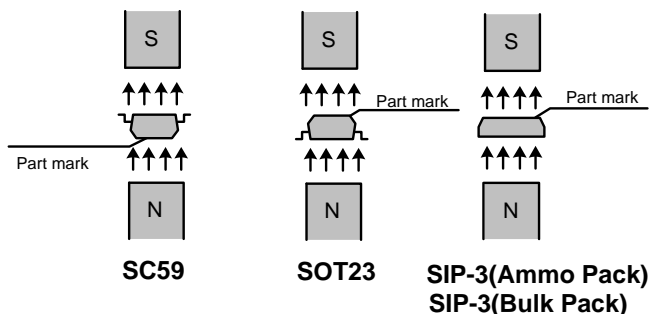 S
S
S
Part mark
Part mark
Part mark
N
N
N
SC59
SOT23
SIP-3(Ammo Pack)
SIP-3(Bulk Pack)